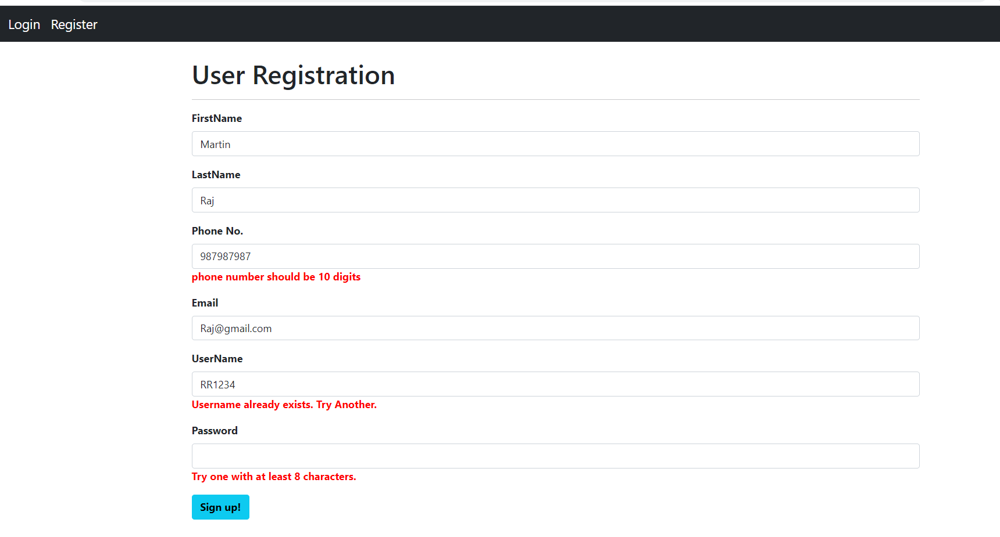 Login Register
User Registration
FirstName
Martin
LastName
Raj
Phone No.
987987987
phone number should be 10 digits
Email
Raj@gmail.com
UserName
RR1234
Username already exists. Try Another.
Password
Try one with at least 8 characters.
Sign up!